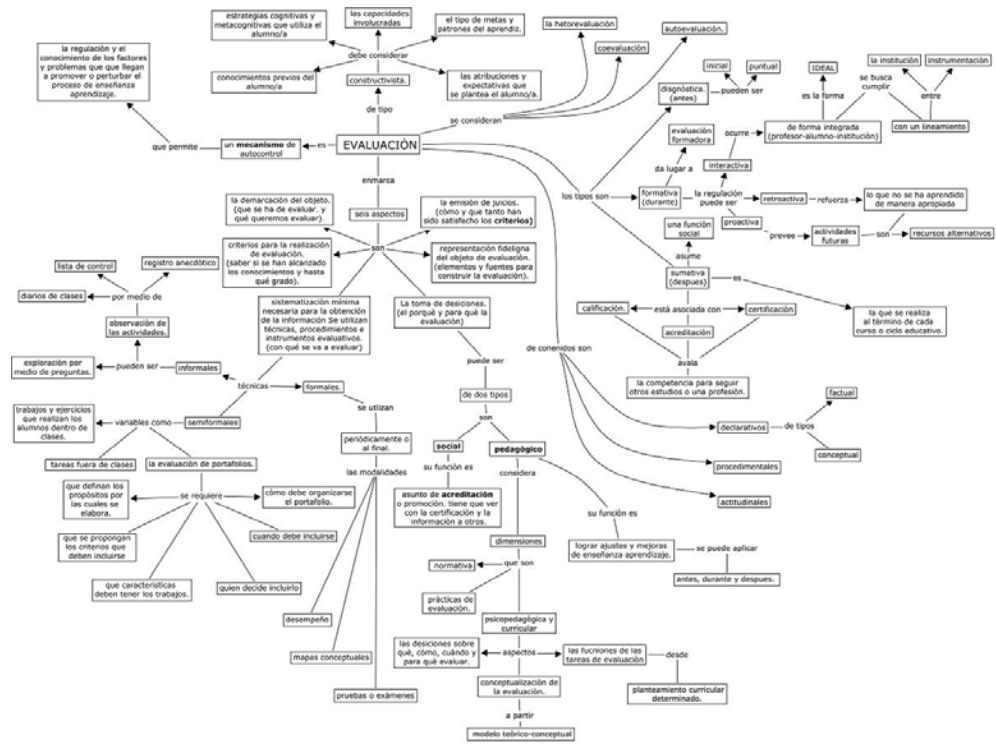 estrategias cognitivas y
metacognitivas que utiliza el
alumno/a
las capacidades
involucradas
el tipo de metas y
patrones del aprendiz.
debe considerar
conocimientos previos del
alumno/a
constructivista.
las atribuciones y
expectativas que
se plantea el alumno/a.
de tipo
la hetorevaluación
coevaluación
autoevaluación.
se consideran
la regulación y el
conocimiento de los factores
y problemas que que llegan
a promover o perturbar el
proceso de enseñanza
aprendizaje.
que permite
un mecanismo de
autocontrol
es
EVALUACIÒN
enmarca
seis aspectos
son
la demarcación del objeto.
(que se ha de evaluar. y
qué queremos evaluar).
la emisión de juicios.
(cómo y que tanto han
sido satisfecho los criterios)
criterios para la realización
de evaluación.
(saber si se han alcanzado
los conocimientos y hasta
qué grado).
representación fideligna
del objeto de evaluación.
(elementos y fuentes para
construir la evaluación).
sistematización mínima
necesaria para la obtención
de la información Se utilizan
técnicas, procedimientos e
instrumentos evaluativos.
(con qué se va a evaluar)
La toma de desiciones.
(el porqué y para qué la
evaluación)
lista de control
registro anecdótico
diarios de clases
por medio de
observación de
las actividades.
exploración por
medio de preguntas.
pueden ser
informales
técnicas
formales.
trabajos y ejercicios
que realizan los
alumnos dentro de
clases.
variables como
semiformales
tareas fuera de clases
la evaluación de portafolios.
que definan los
propósitos por
las cuales se
elabora.
se requiere
cómo debe organizarse
el portafolio.
que se propongan
los criterios que
deben incluirse
cuando debe incluirse
que caracteristicas
deben tener los trabajos.
quien decide incluirlo
se utilizan
periódicamente o
al final.
las modalidades
desempeño
mapas conceptuales
pruebas o exámenes
puede ser
de dos tipos
son
social
pedagógico
su función es
asunto de acreditación
o promoción. tiene que ver
con la certificación y la
información a otros.
considera
dimensiones
que son
normativa
prácticas de
evaluación.
psicopedagógica y
curricular
las desiciones sobre
qué, cómo, cuándo y
para qué evaluar.
aspectos
las fucniones de las
tareas de evaluación
desde
planteamiento curricular
determinado.
conceptualización de
la evaluación.
a partir
modelo teórico-conceptual
su función es
lograr ajustes y mejoras
de enseñanza aprendizaje.
se puede aplicar
antes, durante y despues.
los tipos son
diagnóstica.
(antes)
inicial
puntual
pueden ser
evaluación
formadora
da lugar a
formativa
(durante)
la regulación
puede ser
interactiva
ocurre
de forma integrada
(profesor-alumno-institución)
es la forma
IDEAL
se busca
cumplir
la institución
instrumentación
entre
con un lineamiento
retroactiva
refuerza
lo que no se ha aprendido
de manera apropiada
proactiva
prevee
actividades
futuras
son
recursos alternativos
una función
social
asume
sumativa
(despues)
es
la que se realiza
al término de cada
curso o ciclo educativo.
calificación.
está asociada con
certificación
acreditación
avala
la competencia para seguir
otros estudios o una profesión.
de conenidos son
declarativos
de tipos
factual
conceptual
procedimentales
actitudinales